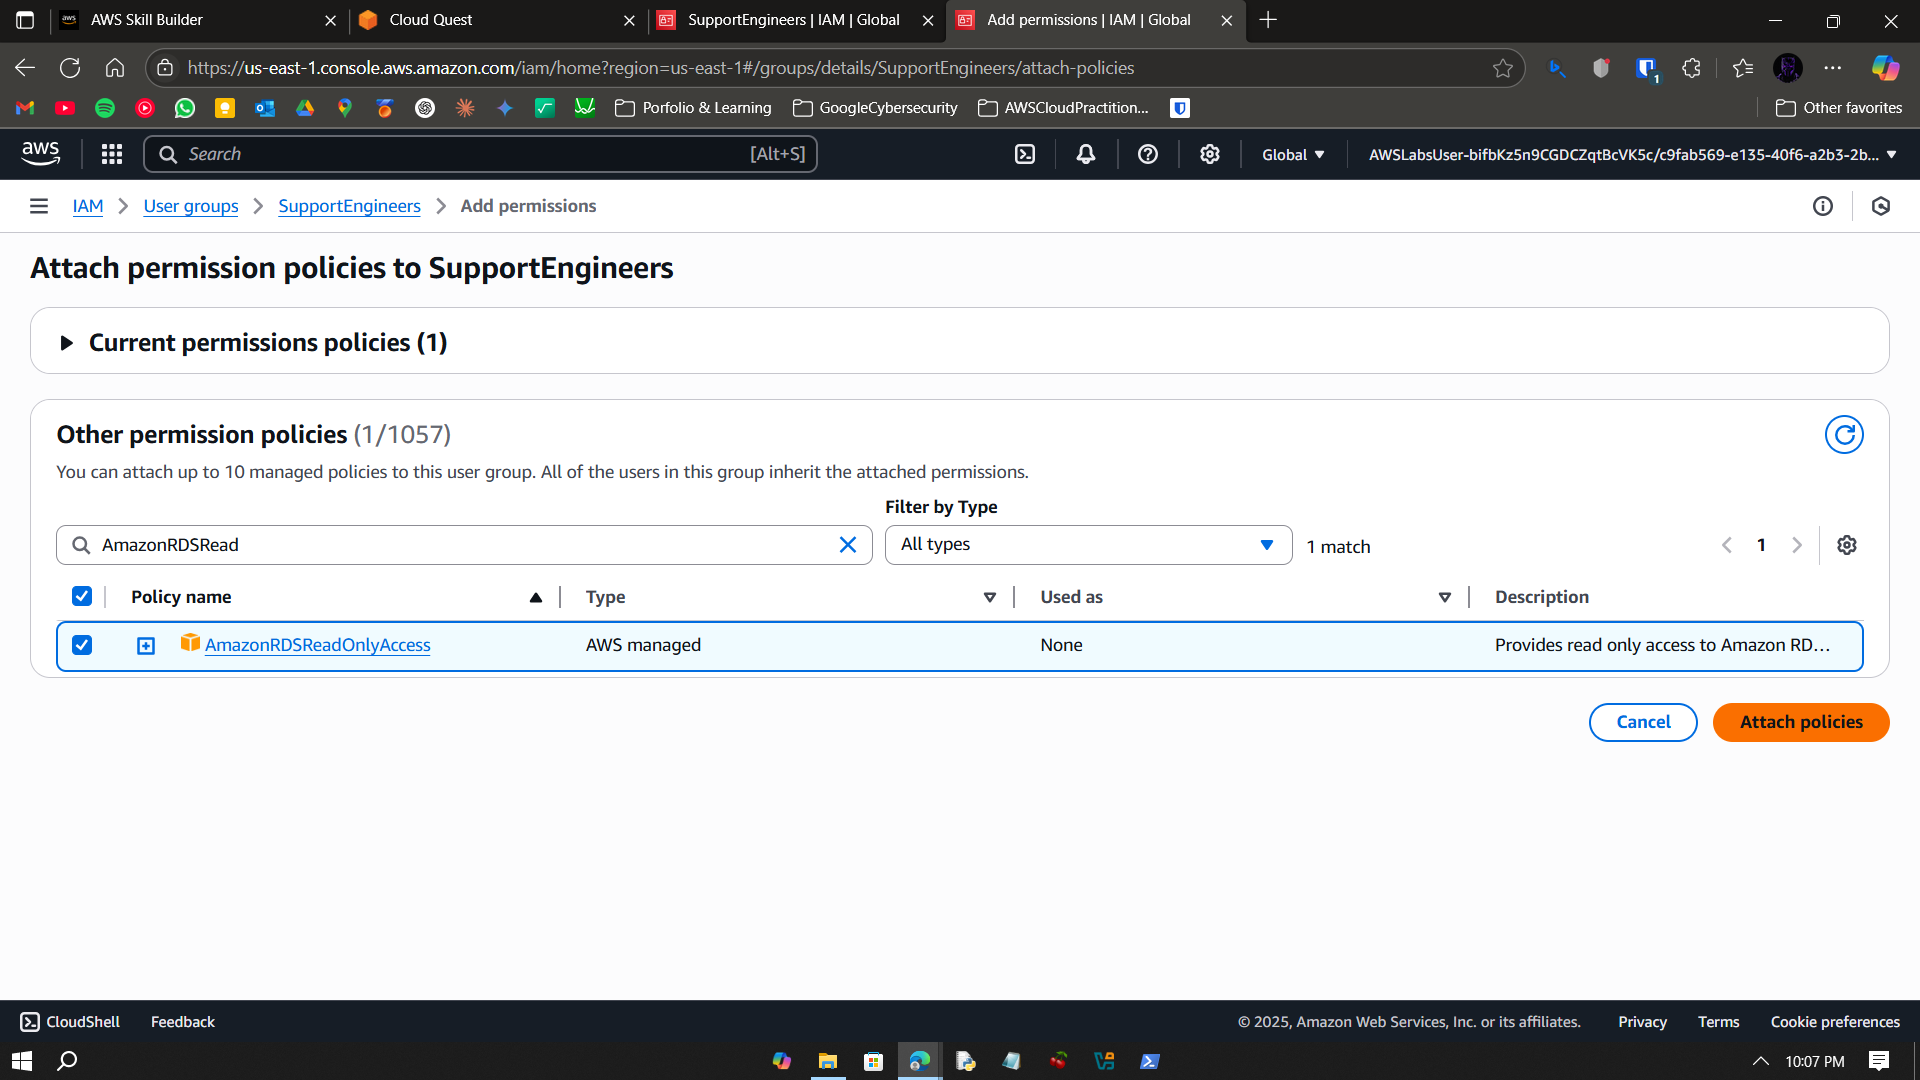 AWS Skill Builder
Cloud Quest
SupportEngineers | IAM | Global
Add permissions | IAM | Global
https://us-east-1.console.aws.amazon.com/iam/home?region=us-east-1#/groups/details/SupportEngineers/attach-policies
1
Porfolio & Learning
GoogleCybersecurity
AWSCloudPractition...
Other favorites
aws
Search
[Alt+S]
Global
AWSLabsUser-bifbKz5n9CGDCZqtBcVK5c/c9fab569-e135-40f6-a2b3-2b...
IAM
User groups
SupportEngineers
Add permissions
Attach permission policies to SupportEngineers
Current permissions policies (1)
Other permission policies (1/1057)
You can attach up to 10 managed policies to this user group. All of the users in this group inherit the attached permissions.
Filter by Type
AmazonRDSRead
All types
1 match
1
Policy name
Type
Used as
Description
AmazonRDSReadOnlyAccess
AWS managed
None
Provides read only access to Amazon RD...
Cancel
Attach policies
CloudShell
Feedback
© 2025, Amazon Web Services, Inc. or its affiliates.
Privacy
Terms
Cookie preferences
10:07 PM